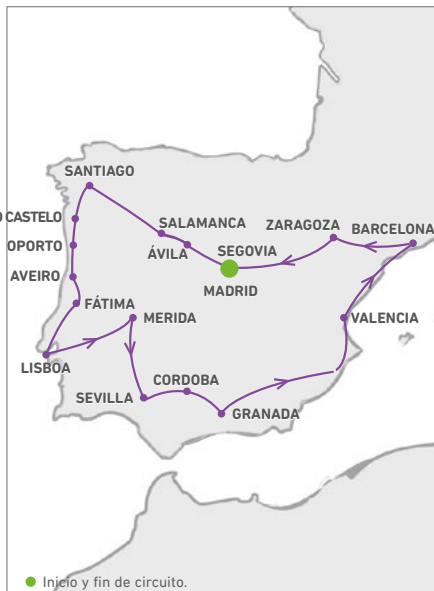 SANTIAGO
O CASTELO
SALAMANCA
ZARAGOZA
BARCELONA
OPORTO
ÁVILA
SEGOVIA
AVEIRO
MADRID
FÁTIMA
MERIDA
VALENCIA
LISBOA
CORDOBA
SEVILLA
GRANADA
Inicio y fin de circuito.